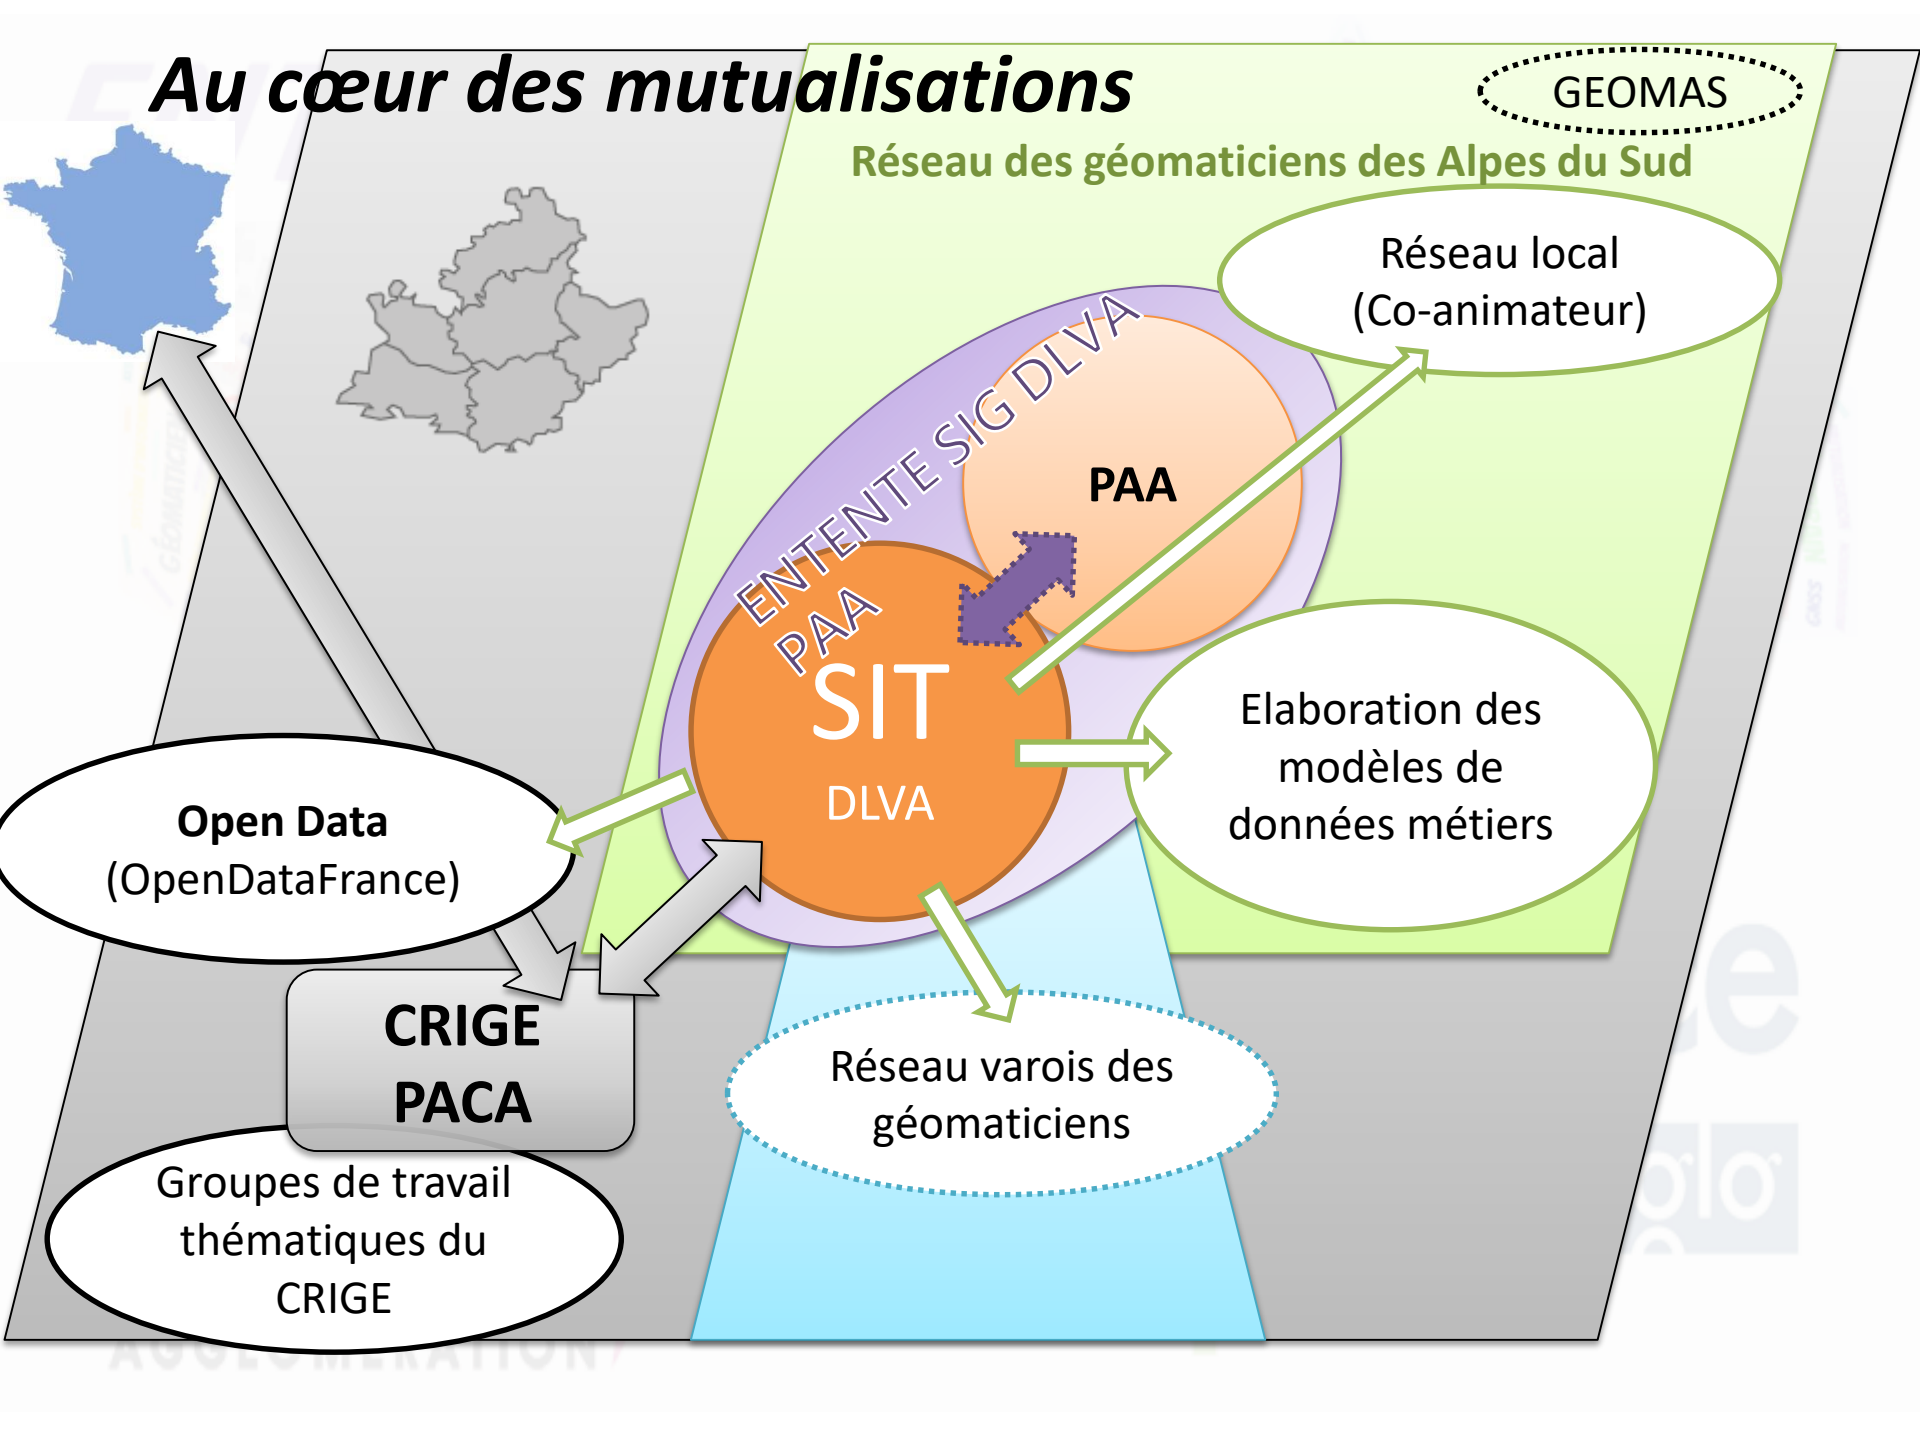 Au cœur des mutualisations
GEOMAS
Réseau des géomaticiens des Alpes du Sud
Réseau local
(Co-animateur)
ENTENTE SIG DLVA
PAA
PAA
SIT
DLVA
Elaboration des
modèles de
données métiers
Open Data
(OpenDataFrance)
CRIGE
PACA
Réseau varois des
géomaticiens
Groupes de travail
thématiques du
CRIGE
AGGLOMERATION